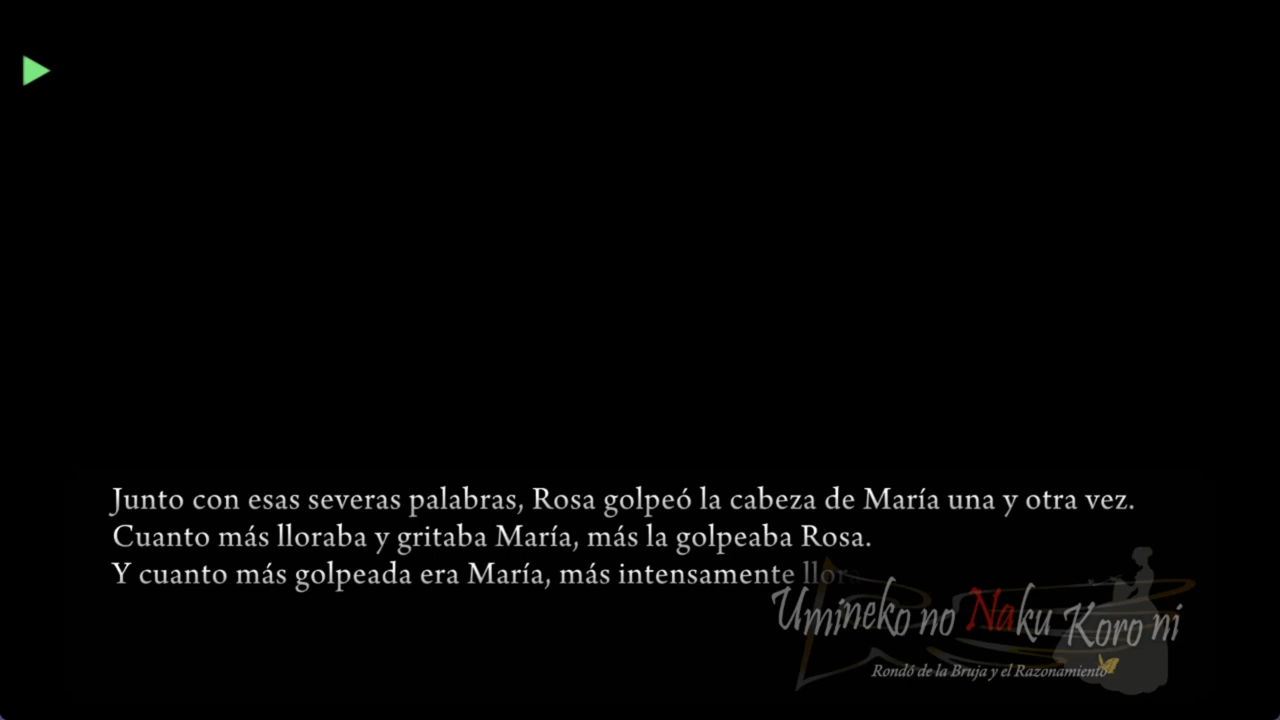 Junto con esas severas palabras, Rosa golpeó la cabeza de María una y otra vez.
Cuanto más lloraba y gritaba María, más la golpeaba Rosa.
Y cuanto más golpeada era María, más intensamente
Umineko no Naku Koro ni
Rondó de la Bruja y el Razonamiento